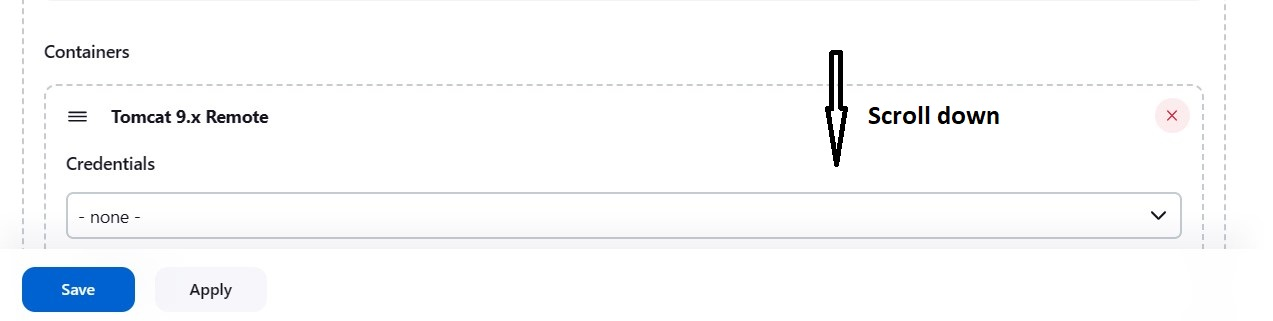 Containers
Tomcat 9.x Remote
Scroll down
Credentials
- none -
Save
Apply